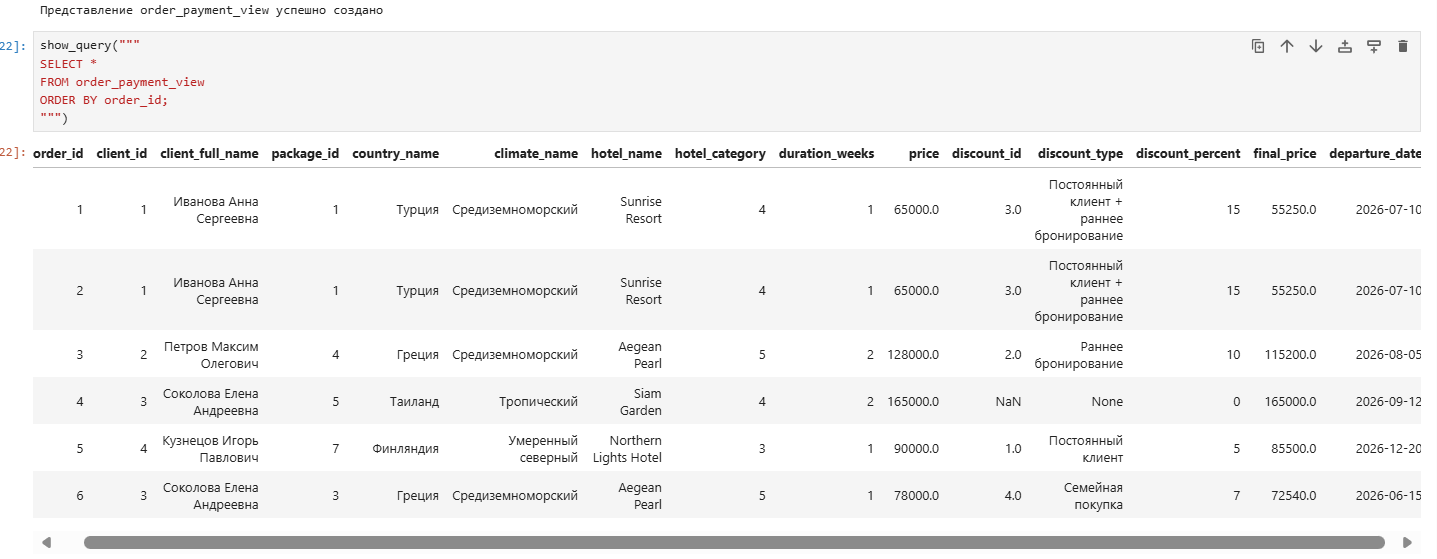 Представление order_payment_view успешно создано
22]:
show_query("""
SELECT *
FROM order_payment_view
ORDER BY order_id;
""")
22]:
order_id client_id client_full_name package_id country_name climate_name hotel_name hotel_category duration_weeks price discount_id discount_type discount_percent final_price departure_date
1 1 Иванова Анна Сергеевна 1 Турция Средиземноморский Sunrise Resort 4 1 65000.0 3.0 Постоянный клиент + раннее бронирование 15 55250.0 2026-07-10
2 1 Иванова Анна Сергеевна 1 Турция Средиземноморский Sunrise Resort 4 1 65000.0 3.0 Постоянный клиент + раннее бронирование 15 55250.0 2026-07-10
3 2 Петров Максим Олегович 4 Греция Средиземноморский Aegean Pearl 5 2 128000.0 2.0 Раннее бронирование 10 115200.0 2026-08-05
4 3 Соколова Елена Андреевна 5 Таиланд Тропический Siam Garden 4 2 165000.0 NaN None 0 165000.0 2026-09-12
5 4 Кузнецов Игорь Павлович 7 Финляндия Умеренный северный Northern Lights Hotel 3 1 90000.0 1.0 Постоянный клиент 5 85500.0 2026-12-20
6 3 Соколова Елена Андреевна 3 Греция Средиземноморский Aegean Pearl 5 1 78000.0 4.0 Семейная покупка 7 72540.0 2026-06-15